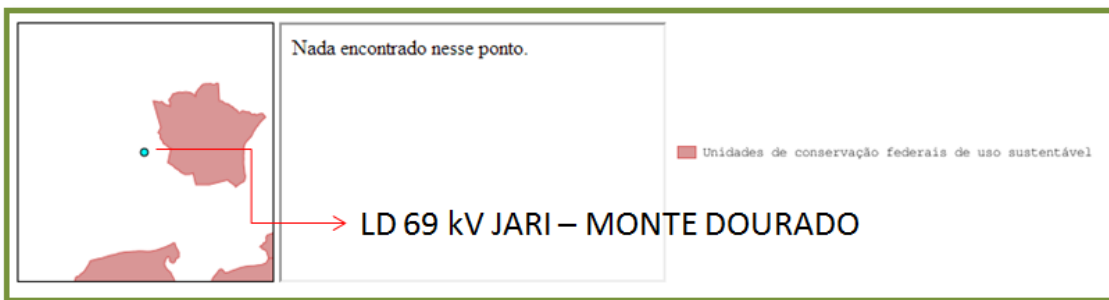 Nada encontrado nesse ponto.
Unidades de conservação federais de uso sustentável
LD 69 kV JARI – MONTE DOURADO